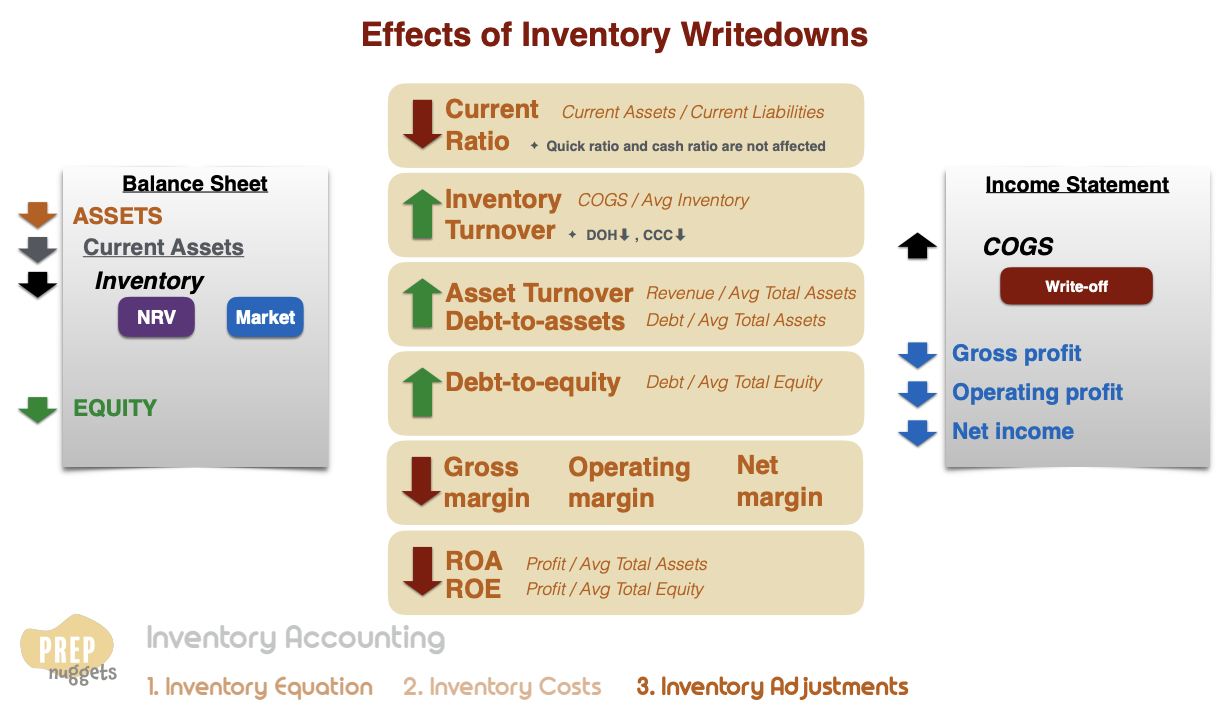 Effects of Inventory Writedowns
Balance Sheet
ASSETS
Current Assets
Inventory
NRV
Market
EQUITY
Current Current Assets / Current Liabilities
Ratio ✦ Quick ratio and cash ratio are not affected
Inventory COGS / Avg Inventory
Turnover ✦ DOH⬇ , CCC⬇
Asset Turnover Revenue / Avg Total Assets
Debt-to-assets Debt / Avg Total Assets
Debt-to-equity Debt / Avg Total Equity
Gross Operating Net
margin margin margin
ROA Profit / Avg Total Assets
ROE Profit / Avg Total Equity
Income Statement
COGS
Write-off
Gross profit
Operating profit
Net income
PREP
nuggets
Inventory Accounting
1. Inventory Equation 2. Inventory Costs 3. Inventory Adjustments